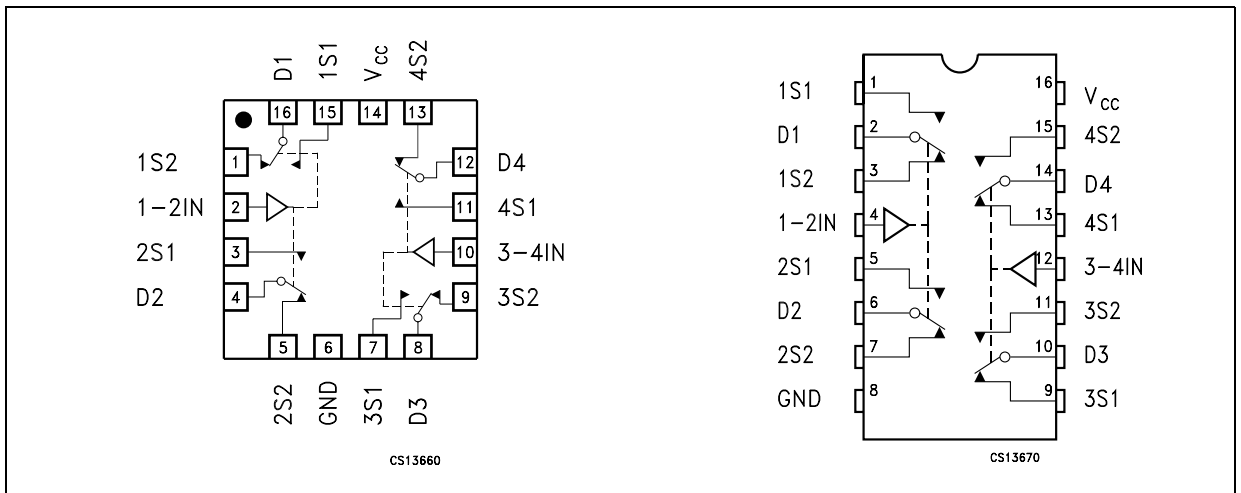 D1 1S1 Vcc 4S2
16 15 14 13
1S2 1 12 D4
1-2IN 2 11 4S1
2S1 3 10 3-4IN
D2 4 9 3S2
5 6 7 8
2S2 GND 3S1 D3
CS13660
1S1 1 16 Vcc
D1 2 15 4S2
1S2 3 14 D4
1-2IN 4 13 4S1
2S1 5 12 3-4IN
D2 6 11 3S2
2S2 7 10 D3
GND 8 9 3S1
CS13670